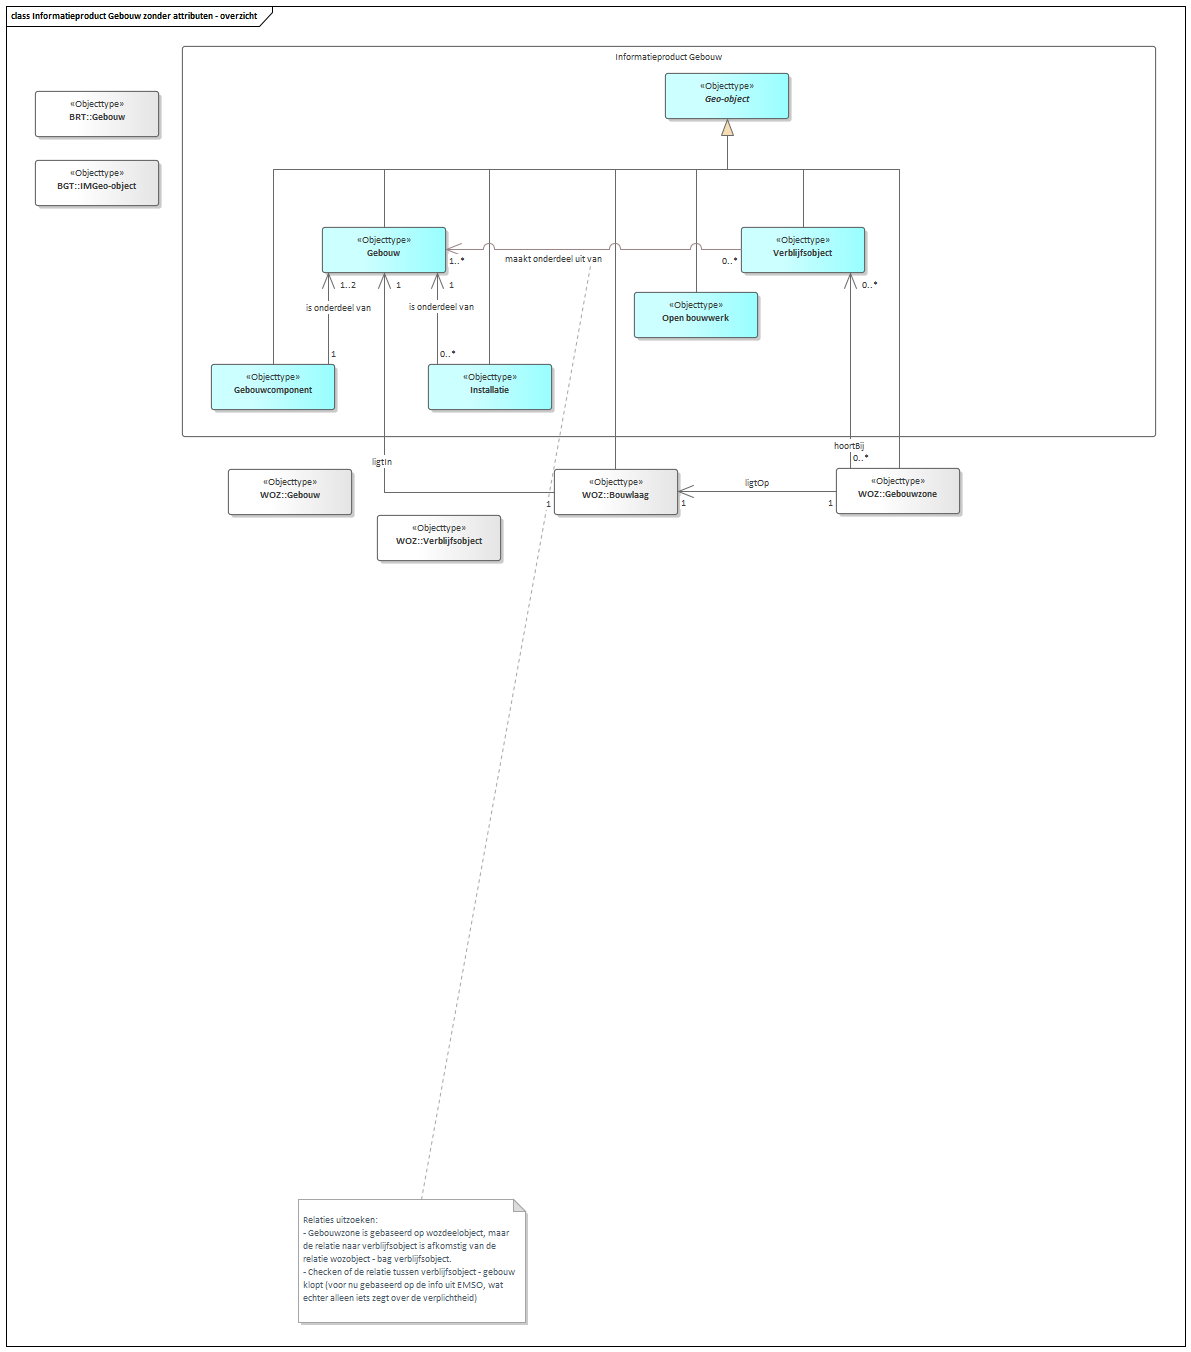 class Informatieproduct Gebouw zonder attributen - overzicht
Informatieproduct Gebouw
«Objecttype»
Geo-object
«Objecttype»
BRT::Gebouw
«Objecttype»
BGT::IMGeo-object
«Objecttype»
Gebouw
«Objecttype»
Verblijfsobject
1..*
maakt onderdeel uit van
0..*
1..2
1
1
0..*
is onderdeel van
is onderdeel van
«Objecttype»
Open bouwwerk
1
0..*
«Objecttype»
Gebouwcomponent
«Objecttype»
Installatie
hoortBij
0..*
ligtIn
«Objecttype»
WOZ::Gebouw
«Objecttype»
WOZ::Bouwlaag
ligtOp
«Objecttype»
WOZ::Gebouwzone
1
1
1
«Objecttype»
WOZ::Verblijfsobject
Relaties uitzoeken:
- Gebouwzone is gebaseerd op wozdeelobject, maar
de relatie naar verblijfsobject is afkomstig van de
relatie wozobject - bag verblijfsobject.
- Checken of de relatie tussen verblijfsobject - gebouw
klopt (voor nu gebaseerd op de info uit EMSO, wat
echter alleen iets zegt over de verplichtheid)